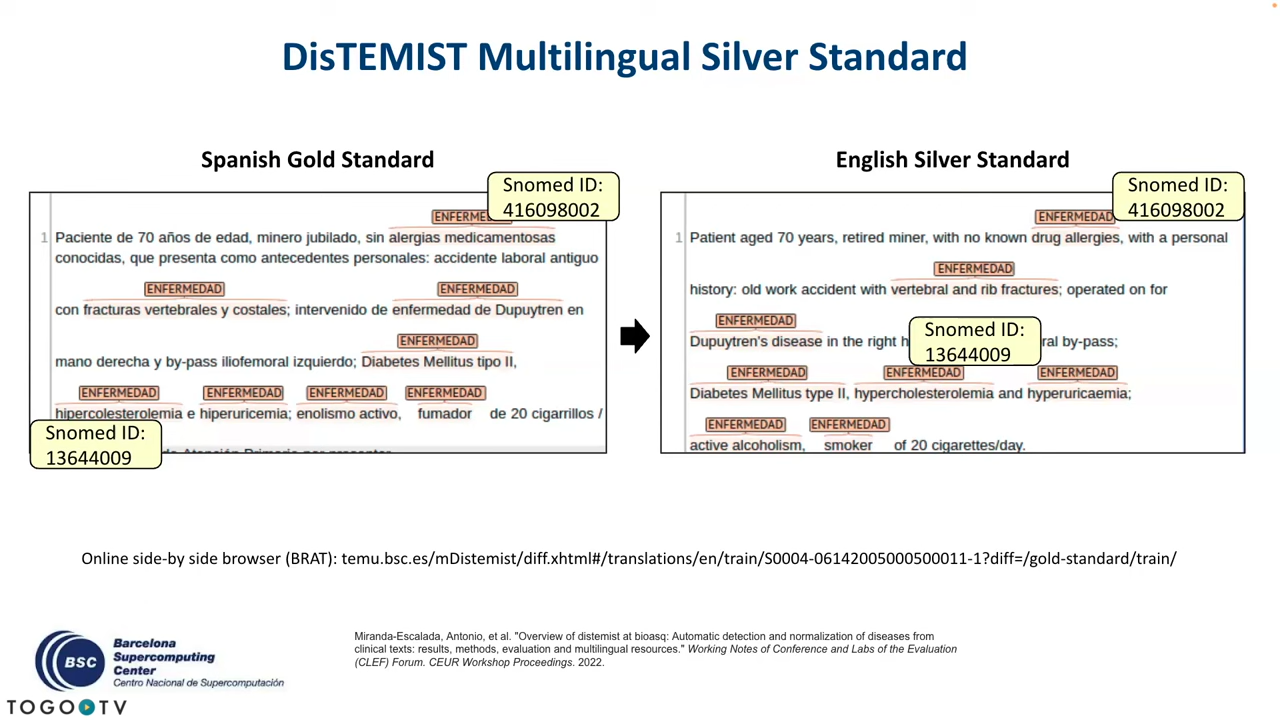 DisTEMIST Multilingual Silver Standard
Spanish Gold Standard
Snomed ID:
416098002
ENFERME
1 Paciente de 70 años de edad, minero jubilado, sin alergias medicamentosas
conocidas, que presenta como antecedentes personales: accidente laboral antiguo
ENFERMEDAD ENFERMEDAD
con fracturas vertebrales y costales; intervenido de enfermedad de Dupuytren en
ENFERMEDAD
mano derecha y by-pass iliofemoral izquierdo; Diabetes Mellitus tipo II,
ENFERMEDAD ENFERMEDAD ENFERMEDAD ENFERMEDAD
hipercolesterolemia e hiperuricemia; enolismo activo, fumador de 20 cigarrillos /
Snomed ID:
13644009
de Atención Primaria por presentar
English Silver Standard
Snomed ID:
416098002
ENFERMEDAD
1 Patient aged 70 years, retired miner, with no known drug allergies, with a personal
ENFERMEDAD
history: old work accident with vertebral and rib fractures; operated on for
ENFERMEDAD
Snomed ID:
13644009
Dupuytren's disease in the right h ral by-pass;
ENFERMEDAD ENFERMEDAD ENFERMEDAD
Diabetes Mellitus type II, hypercholesterolemia and hyperuricaemia;
ENFERMEDAD ENFERMEDAD
active alcoholism, smoker of 20 cigarettes/day.
Online side-by side browser (BRAT): temu.bsc.es/mDistemist/diff.xhtml#/translations/en/train/S0004-06142005000500011-1?diff=/gold-standard/train/
BSC
Barcelona
Supercomputing
Center
Centro Nacional de Supercomputación
Miranda-Escalada, Antonio, et al. "Overview of distemist at bioasq: Automatic detection and normalization of diseases from
clinical texts: results, methods, evaluation and multilingual resources." Working Notes of Conference and Labs of the Evaluation
(CLEF) Forum. CEUR Workshop Proceedings. 2022.
TOGO TV